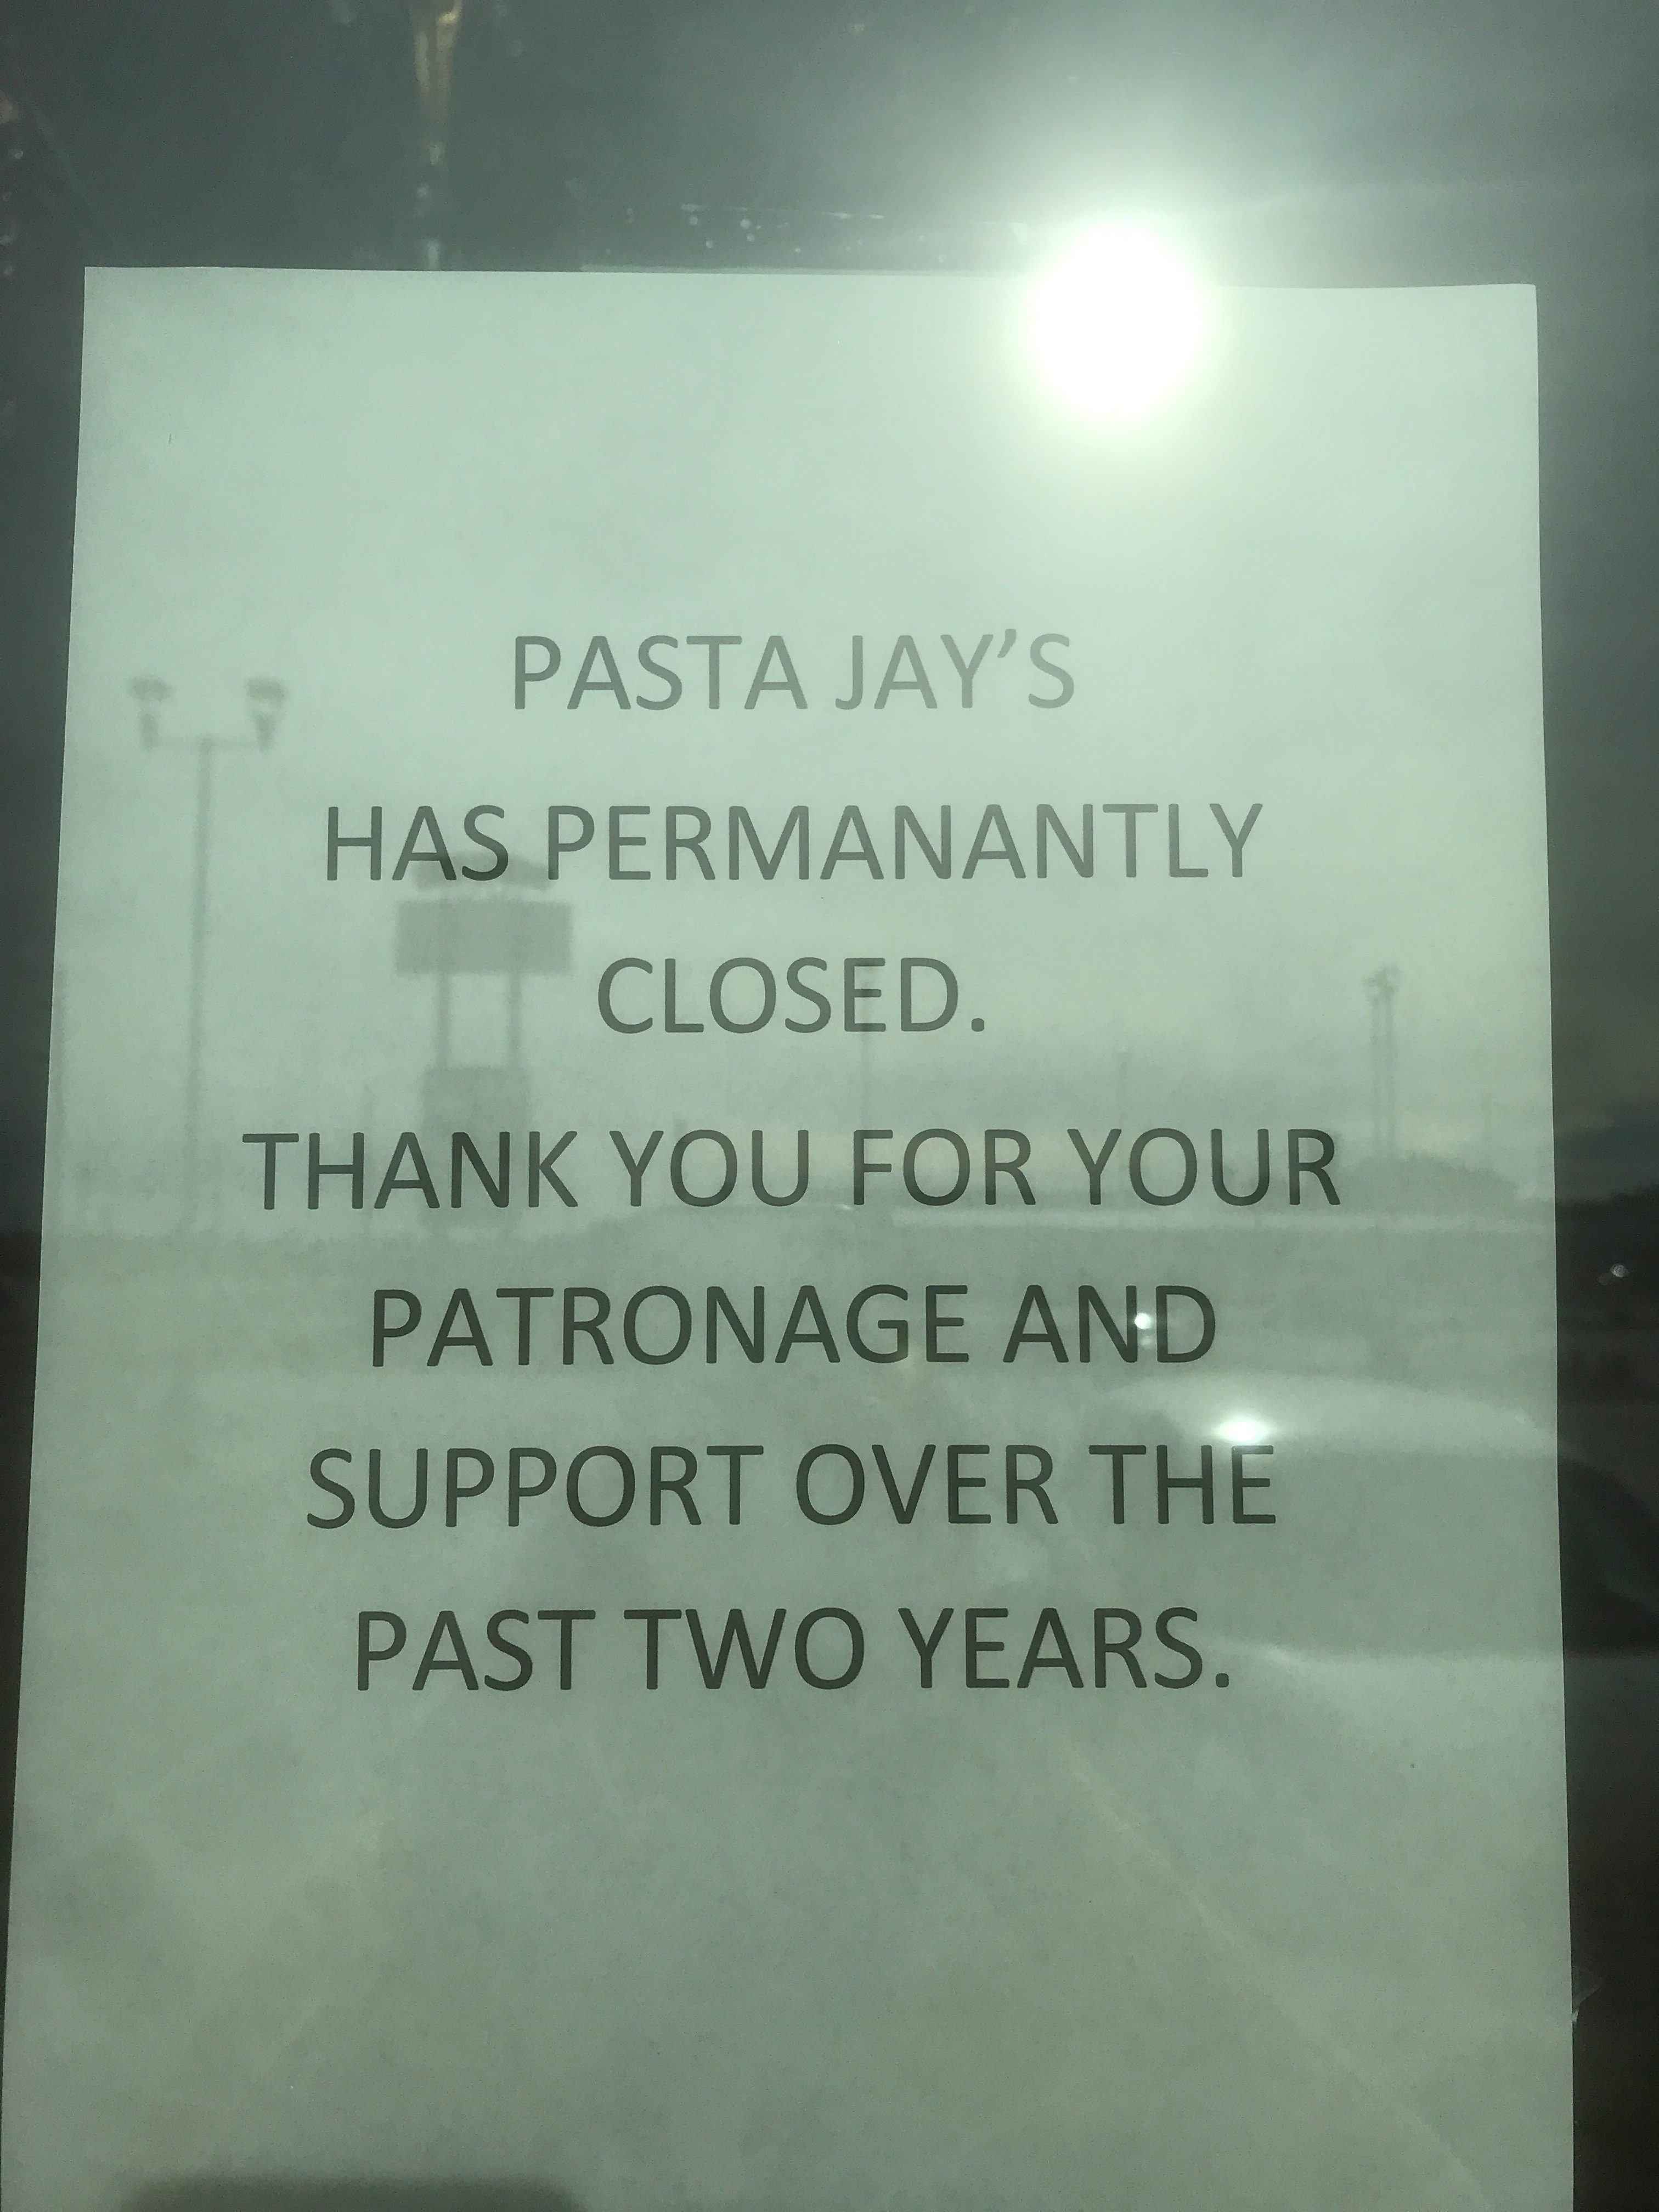 PASTA JAY'S
HAS PERMANANTLY
CLOSED.
THANK YOU FOR YOUR
PATRONAGE AND
SUPPORT OVER THE
PAST TWO YEARS.